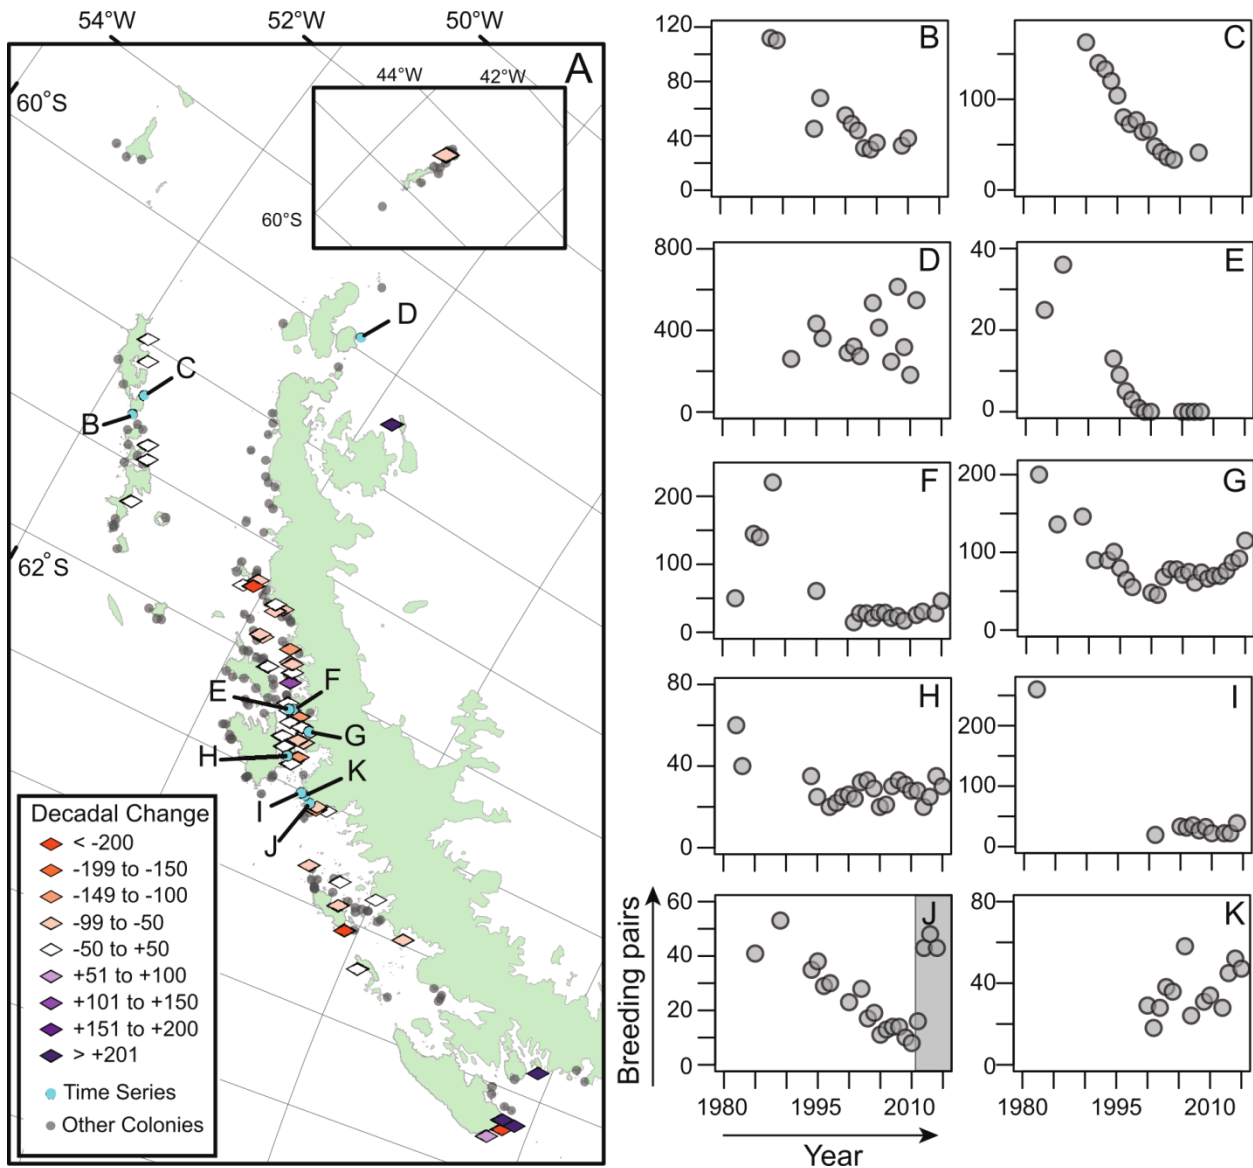 54°W
52°W
50°W
A
44°W
42°W
60°S
60°S
D
C
B
62°S
E
F
G
H
K
I
J
Decadal Change
< -200
-199 to -150
-149 to -100
-99 to -50
-50 to +50
+51 to +100
+101 to +150
+151 to +200
> +201
Time Series
Other Colonies
120
80
40
0
B
100
0
C
800
400
0
D
40
20
0
E
200
100
0
F
200
150
100
50
0
G
80
40
0
H
200
100
0
I
60
40
20
0
J
80
40
0
K
Breeding pairs
1980
1995
2010
1980
1995
2010
Year